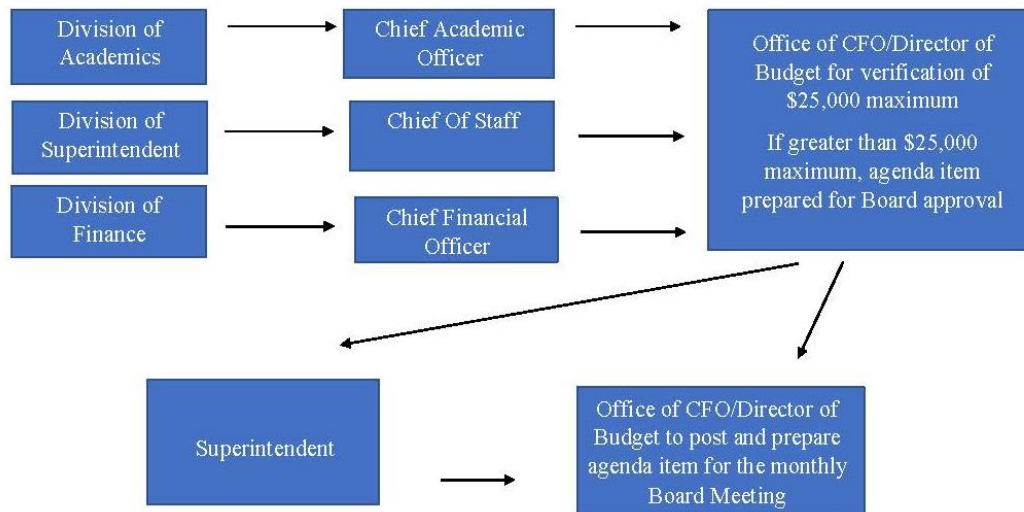 Division of
Academics
Chief Academic
Officer
Office of CFO/Director of
Budget for verification of
$25,000 maximum
If greater than $25,000
maximum, agenda item
prepared for Board approval
Division of
Superintendent
Chief Of Staff
Division of
Finance
Chief Financial
Officer
Superintendent
Office of CFO/Director of
Budget to post and prepare
agenda item for the monthly
Board Meeting